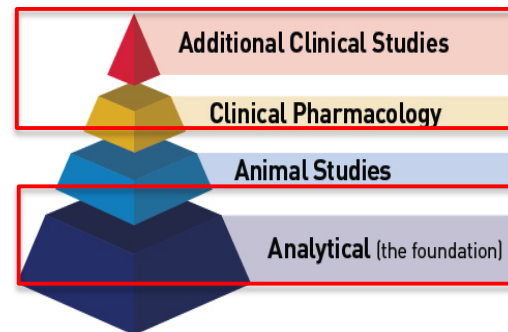 Additional Clinical Studies
Clinical Pharmacology
Animal Studies
Analytical (the foundation)